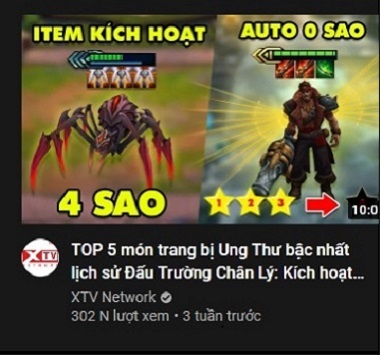 ITEM KÍCH HOẠT
AUTO 0 SAO
4 SAO
1 2 3
10:0
XTV
TOP 5 món trang bị Ung Thư bậc nhất
lịch sử Đấu Trường Chân Lý: Kích hoạt...
XTV Network
302 N lượt xem • 3 tuần trước